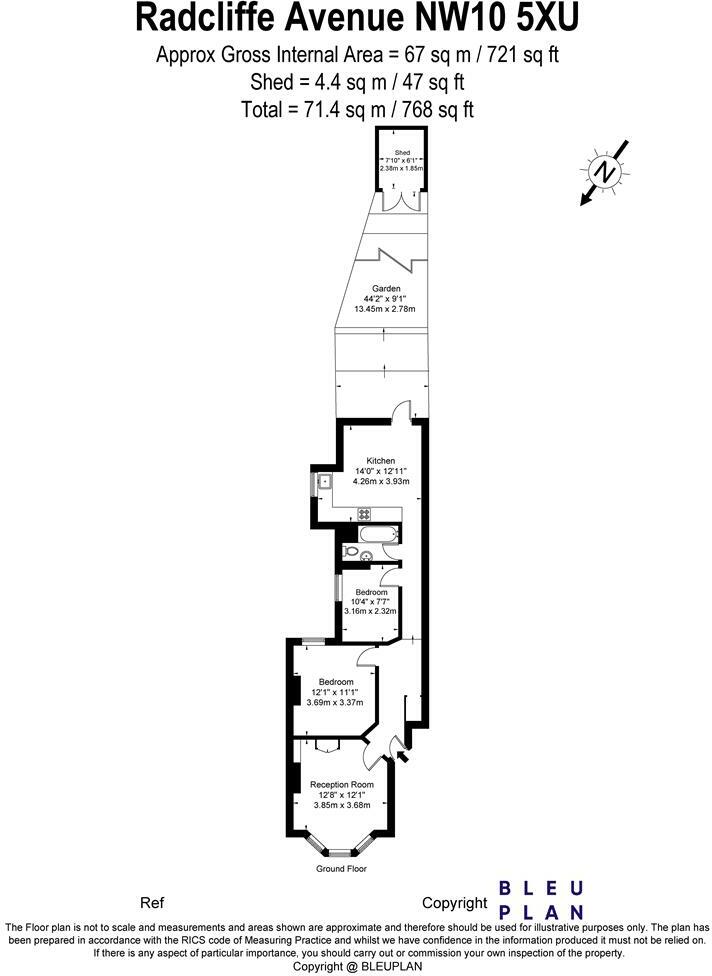 Radcliffe Avenue NW10 5XU
Approx Gross Internal Area = 67 sq m / 721 sq ft
Shed = 4.4 sq m / 47 sq ft
Total = 71.4 sq m / 768 sq ft
Shed
7'10" x 6'1"
2.38m x 1.85m
N
Garden
44'2" x 9'1"
13.45m x 2.78m
Kitchen
14'0" x 12'11"
4.26m x 3.93m
Bedroom
10'4" x 7'7"
3.16m x 2.32m
Bedroom
12'1" x 11'1"
3.69m x 3.37m
Reception Room
12'8" x 12'1"
3.85m x 3.68m
Ground Floor
Ref
Copyright
BLEU
PLAN
The Floor plan is not to scale and measurements and areas shown are approximate and therefore should be used for illustrative purposes only. The plan has
been prepared in accordance with the RICS code of Measuring Practice and whilst we have confidence in the information produced it must not be relied on.
If there is any aspect of particular importance, you should carry out or commission your own inspection of the property.
Copyright @ BLEUPLAN